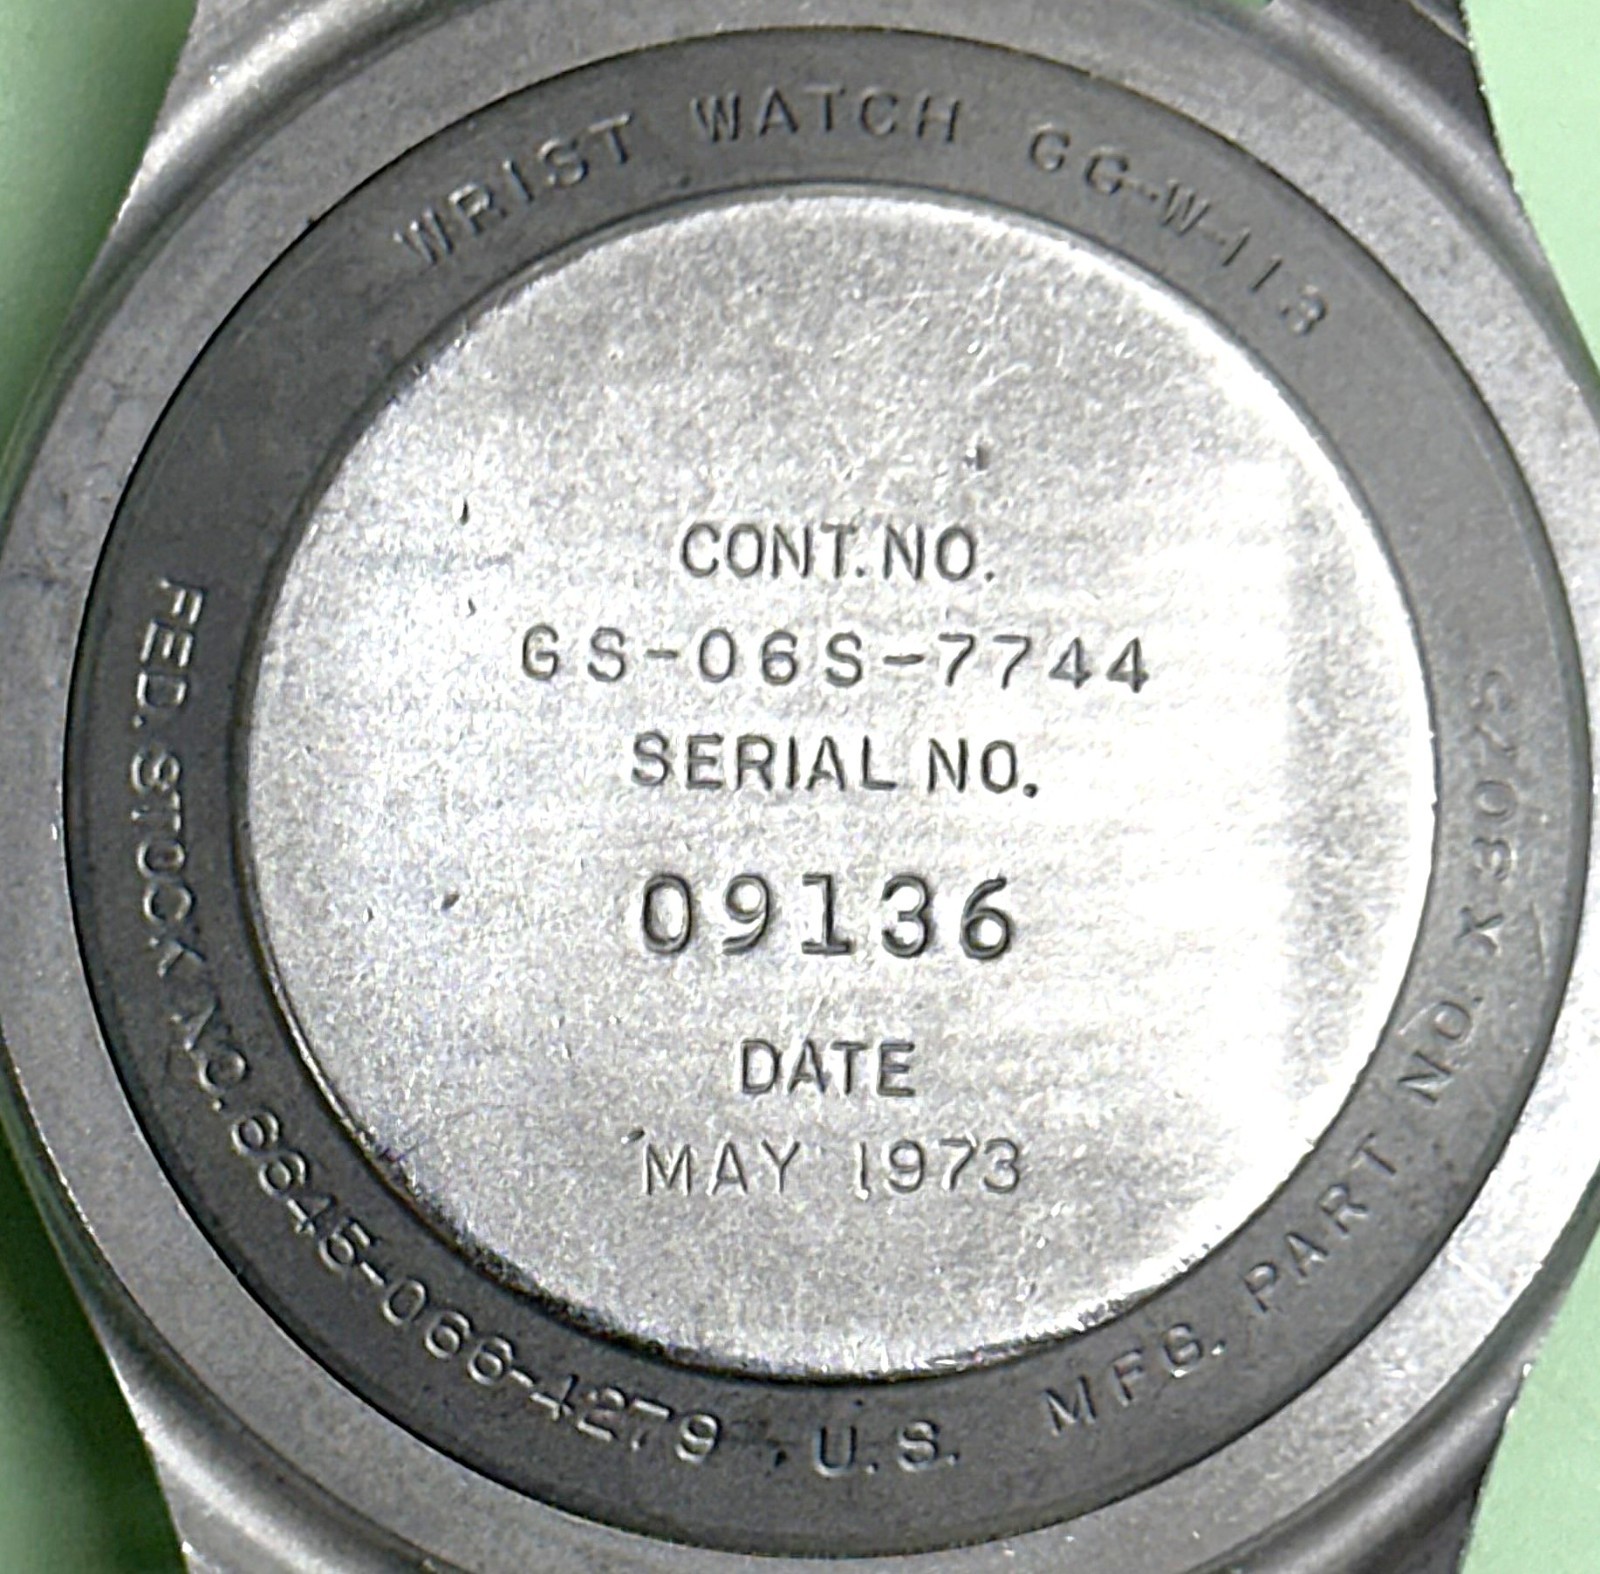 WRIST WATCH GG-W-113
CONT. NO.
GS-06S-7744
SERIAL NO.
09136
DATE
MAY 1973
FED. STOCK NO. 6645-066-4279 . U.S. MFG. PART NO.